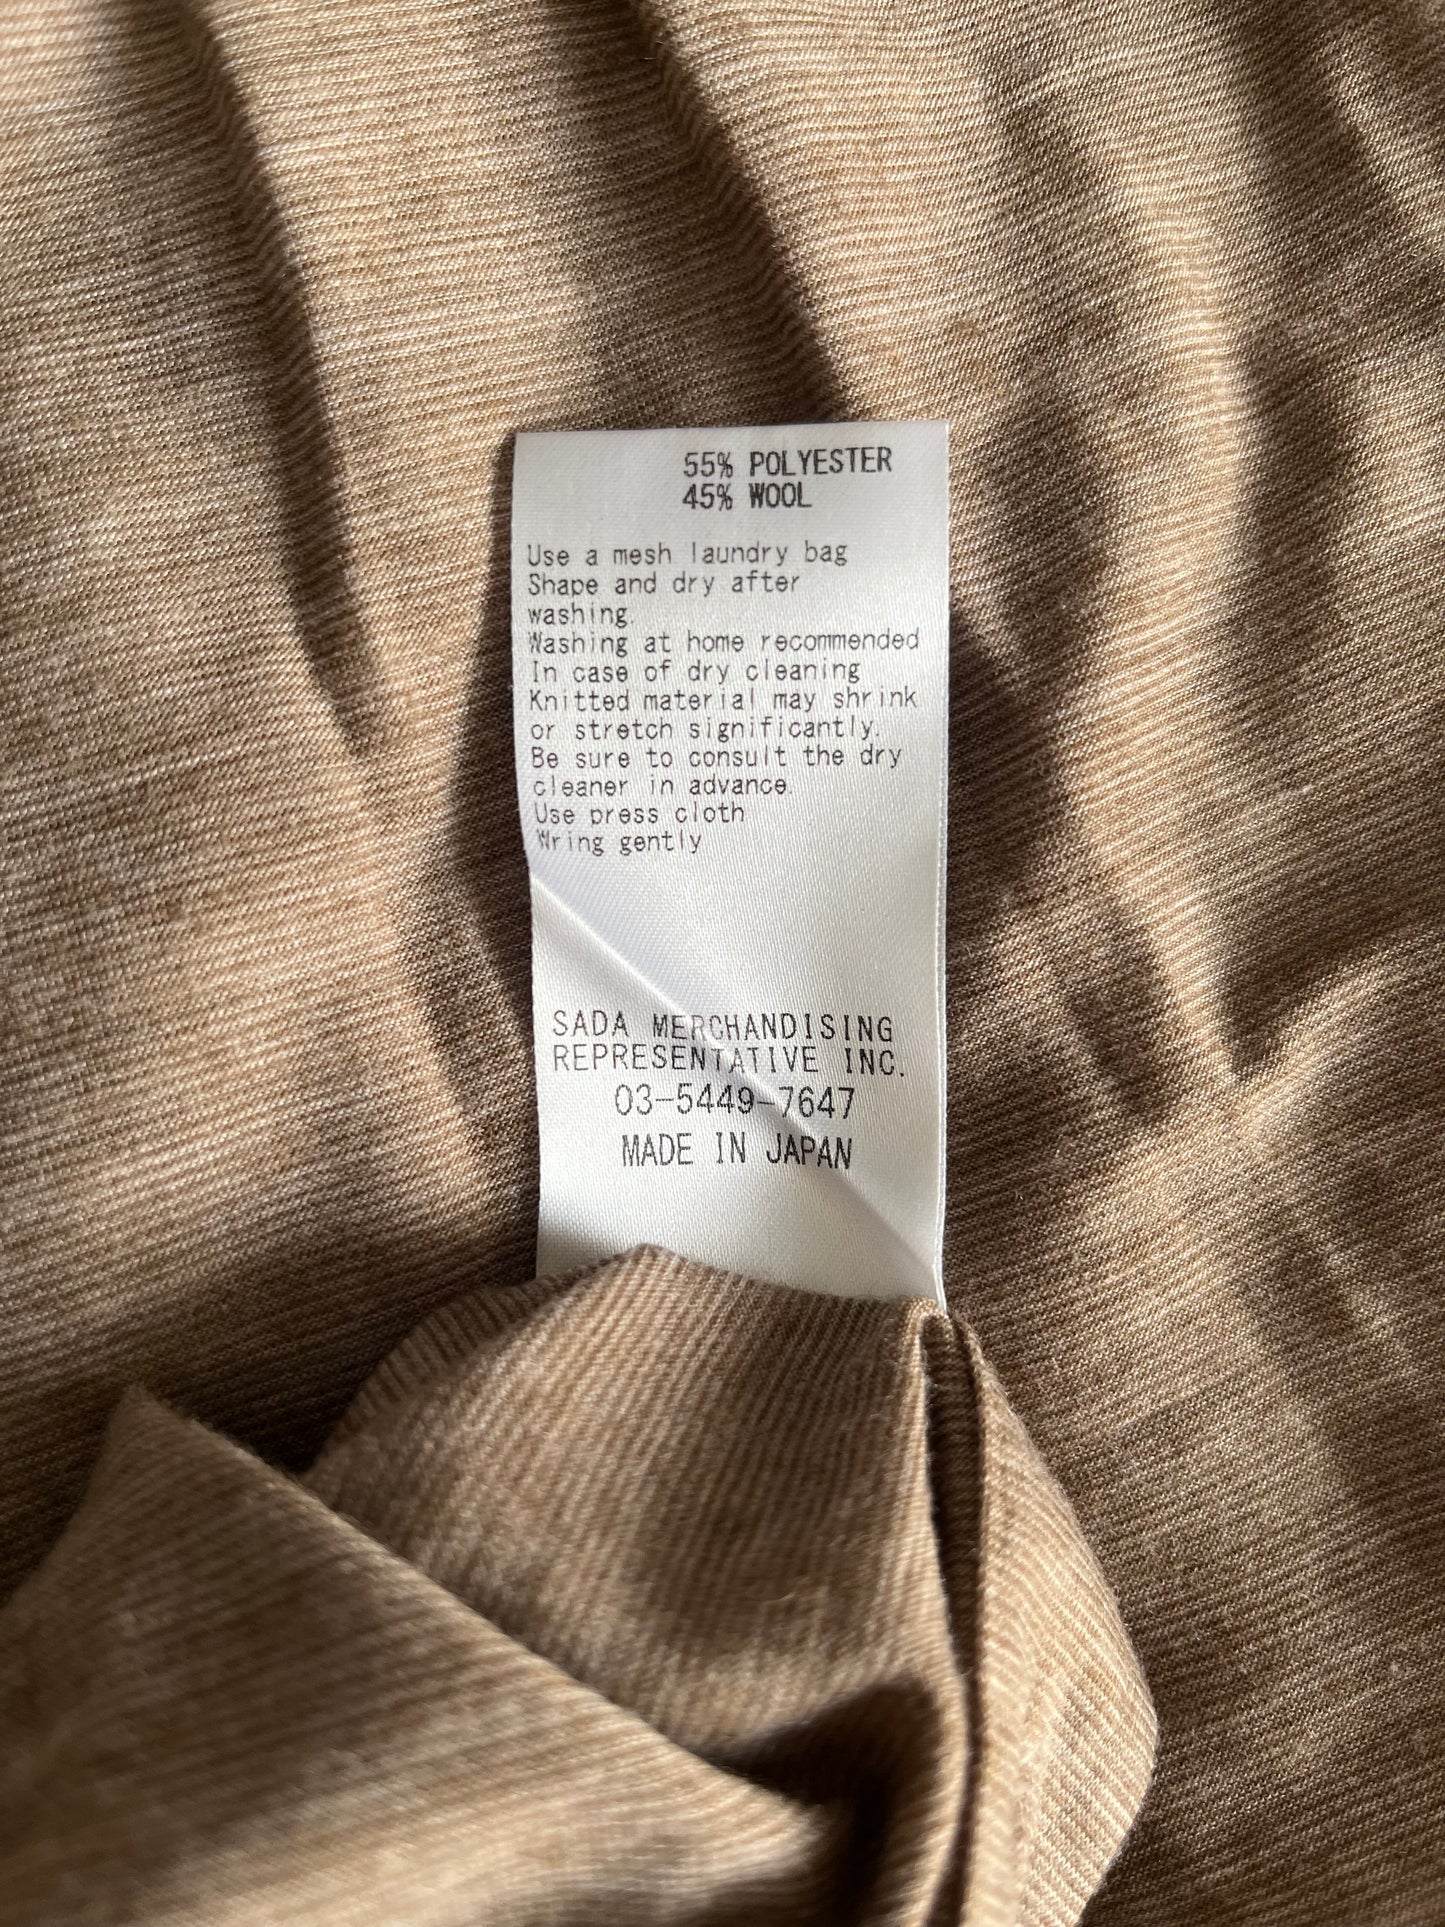 55% POLYESTER
45% WOOL
Use a mesh laundry bag
Shape and dry after
washing.
Washing at home recommended
In case of dry cleaning
Knitted material may shrink
or stretch significantly.
Be sure to consult the dry
cleaner in advance.
Use press cloth
Wring gently
SADA MERCHANDISING
REPRESENTATIVE INC.
03-5449-7647
MADE IN JAPAN